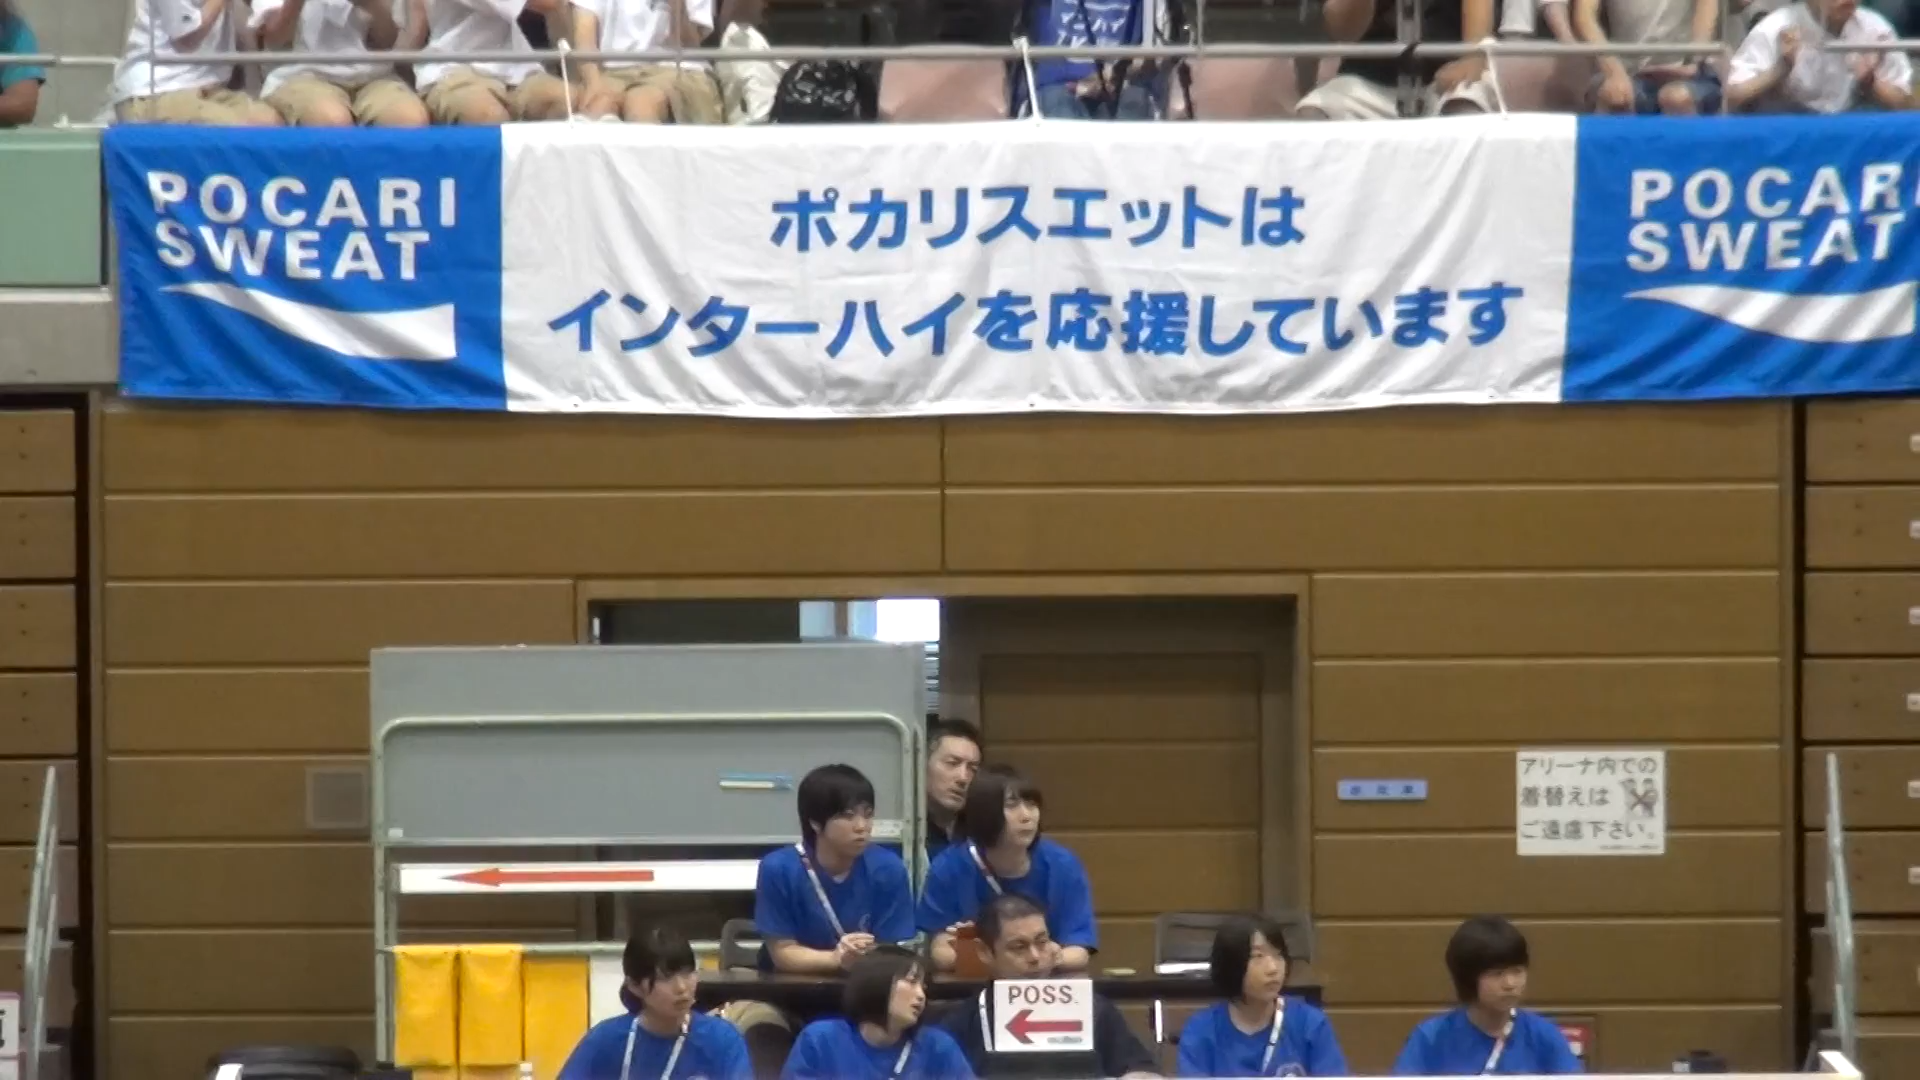 POCARI
SWEAT
ポカリスエットは
インターハイを応援しています
POCARI
SWEAT
アリーナ内での
着替えは
ご遠慮下さい。
POSS.